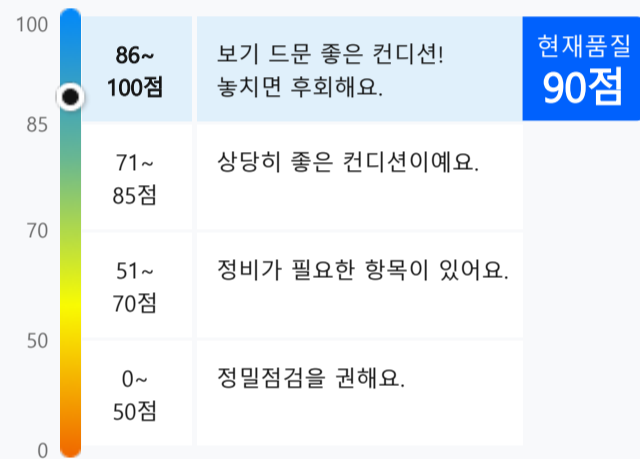 100
86~
100점
보기 드문 좋은 컨디션!
놓치면 후회해요.
현재품질
90점
85
71~
85점
상당히 좋은 컨디션이예요.
70
51~
70점
정비가 필요한 항목이 있어요.
50
0~
50점
정밀점검을 권해요.
0